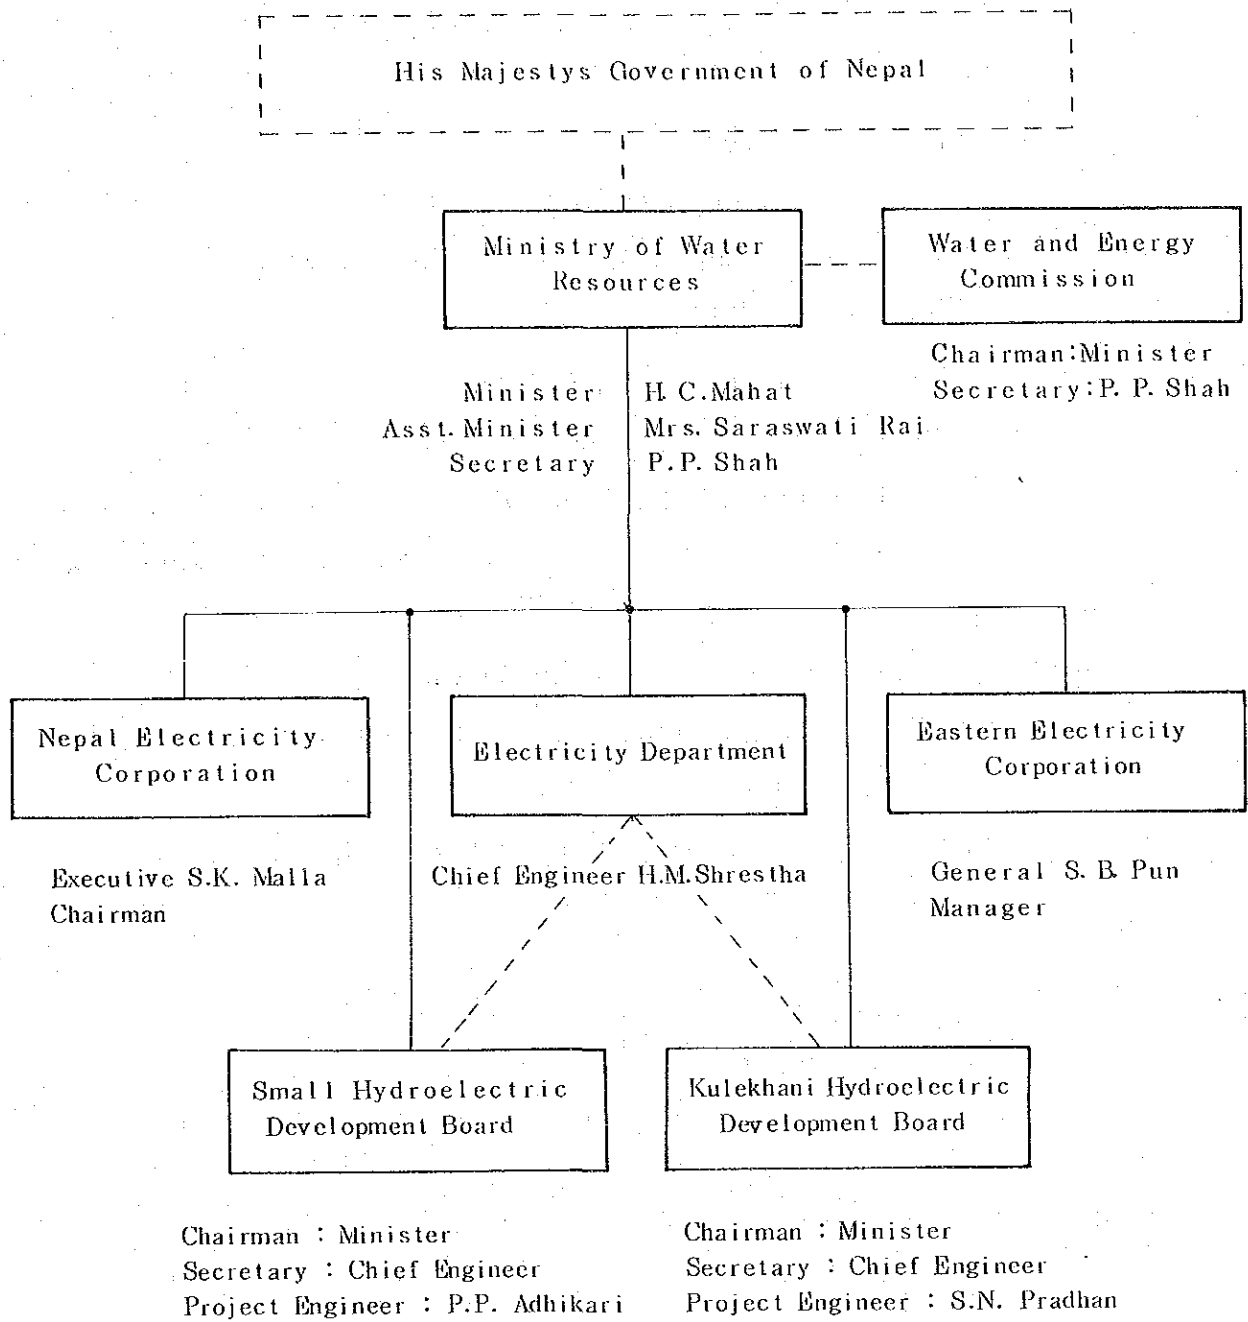 His Majestys Government of Nepal
Ministry of Water
Resources
Water and Energy
Commission
Chairman:Minister
Secretary:P. P. Shah
Minister H. C. Mahat
Asst. Minister Mrs. Saraswati Rai
Secretary P. P. Shah
Nepal Electricity
Corporation
Electricity Department
Eastern Electricity
Corporation
Executive S.K. Malla
Chairman
Chief Engineer H.M.Shrestha
General S. B. Pun
Manager
Small Hydroelectric
Development Board
Kulekhani Hydroelectric
Development Board
Chairman : Minister
Secretary : Chief Engineer
Project Engineer : P.P. Adhikari
Chairman : Minister
Secretary : Chief Engineer
Project Engineer : S.N. Pradhan